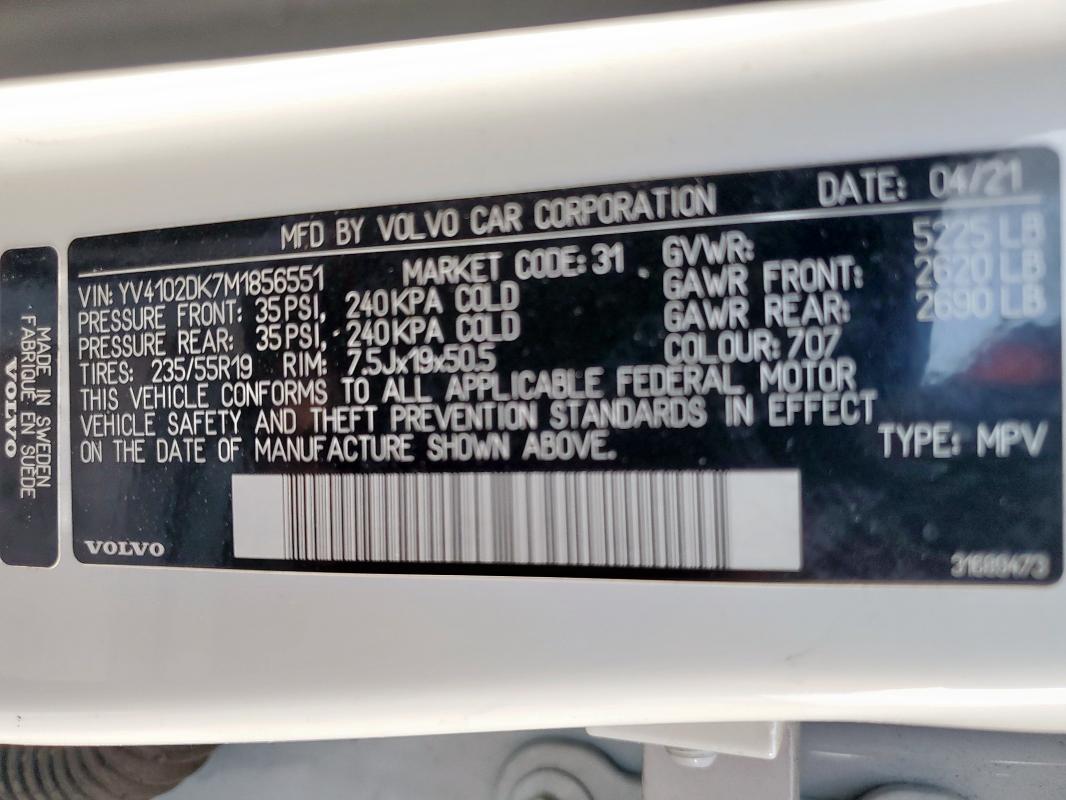 MADE IN SWEDEN
FABRIQUE EN SUEDE
VOLVO
MFD BY VOLVO CAR CORPORATION DATE: 04/21
VIN: YV4102DK7M1856551 MARKET CODE: 31 GVWR: 5225 LB
PRESSURE FRONT: 35 PSI, 240 KPA COLD GAWR FRONT: 2620 LB
PRESSURE REAR: 35 PSI, 240 KPA COLD GAWR REAR: 2690 LB
TIRES: 235/55R19 RIM: 7.5Jx19x50.5 COLOUR: 707
THIS VEHICLE CONFORMS TO ALL APPLICABLE FEDERAL MOTOR
VEHICLE SAFETY AND THEFT PREVENTION STANDARDS IN EFFECT
ON THE DATE OF MANUFACTURE SHOWN ABOVE. TYPE: MPV
VOLVO